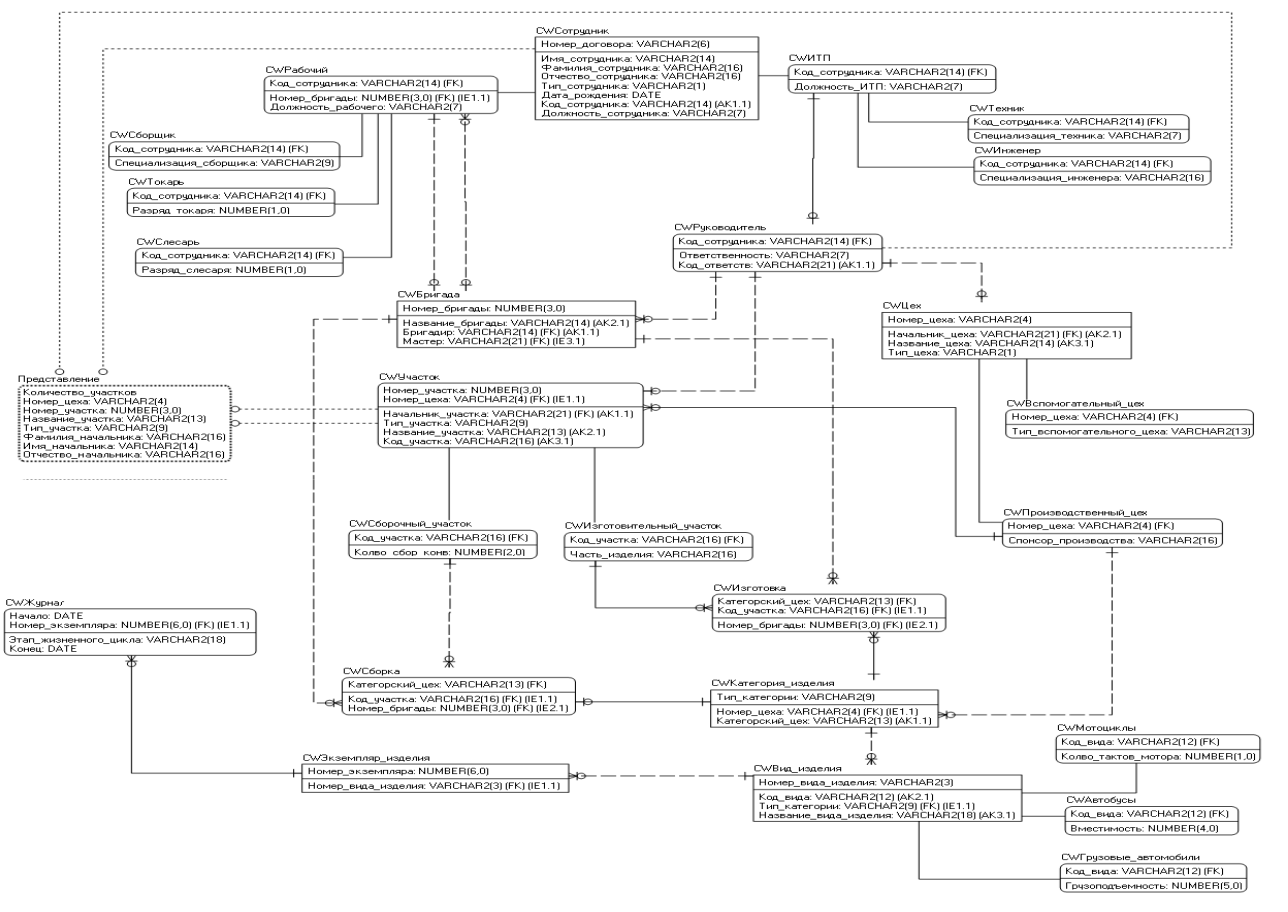 CWСотрудник
Номер_договора: VARCHAR2(6)
Имя_сотрудника: VARCHAR2(14)
Фамилия_сотрудника: VARCHAR2(16)
Отчество_сотрудника: VARCHAR2(16)
Тип_сотрудника: VARCHAR2(1)
Дата_рождения: DATE
Код_сотрудника: VARCHAR2(14) (AK1.1)
Должность_сотрудника: VARCHAR2(7)
CWРабочий
Код_сотрудника: VARCHAR2(14) (FK)
Номер_бригады: NUMBER(3,0) (FK) (IE1.1)
Должность_рабочего: VARCHAR2(7)
CWИТП
Код_сотрудника: VARCHAR2(14) (FK)
Должность_ИТП: VARCHAR2(7)
CWТехник
Код_сотрудника: VARCHAR2(14) (FK)
Специализация_техника: VARCHAR2(7)
CWИнженер
Код_сотрудника: VARCHAR2(14) (FK)
Специализация_инженера: VARCHAR2(16)
CWСборщик
Код_сотрудника: VARCHAR2(14) (FK)
Специализация_сборщика: VARCHAR2(9)
CWТокарь
Код_сотрудника: VARCHAR2(14) (FK)
Разряд_токаря: NUMBER(1,0)
CWСлесарь
Код_сотрудника: VARCHAR2(14) (FK)
Разряд_слесаря: NUMBER(1,0)
CWРуководитель
Код_сотрудника: VARCHAR2(14) (FK)
Ответственность: VARCHAR2(7)
Код_ответств: VARCHAR2(21) (AK1.1)
CWБригада
Номер_бригады: NUMBER(3,0)
Название_бригады: VARCHAR2(14) (AK2.1)
Бригадир: VARCHAR2(14) (FK) (AK1.1)
Мастер: VARCHAR2(21) (FK) (IE3.1)
CWЦех
Номер_цеха: VARCHAR2(4)
Начальник_цеха: VARCHAR2(21) (FK) (AK2.1)
Название_цеха: VARCHAR2(14) (AK3.1)
Тип_цеха: VARCHAR2(1)
Представление
Количество_участков
Номер_цеха: VARCHAR2(4)
Номер_участка: NUMBER(3,0)
Название_участка: VARCHAR2(13)
Тип_участка: VARCHAR2(9)
Фамилия_начальника: VARCHAR2(16)
Имя_начальника: VARCHAR2(14)
Отчество_начальника: VARCHAR2(16)
CWУчасток
Номер_участка: NUMBER(3,0)
Номер_цеха: VARCHAR2(4) (FK) (IE1.1)
Начальник_участка: VARCHAR2(21) (FK) (AK1.1)
Тип_участка: VARCHAR2(9)
Название_участка: VARCHAR2(13) (AK2.1)
Код_участка: VARCHAR2(16) (AK3.1)
CWВспомогательный_цех
Номер_цеха: VARCHAR2(4) (FK)
Тип_вспомогательного_цеха: VARCHAR2(13)
CWПроизводственный_цех
Номер_цеха: VARCHAR2(4) (FK)
Спонсор_производства: VARCHAR2(16)
CWСборочный_участок
Код_участка: VARCHAR2(16) (FK)
Колво_сбор_конв: NUMBER(2,0)
CWИзготовительный_участок
Код_участка: VARCHAR2(16) (FK)
Часть_изделия: VARCHAR2(16)
CWИзготовка
Категорский_цех: VARCHAR2(13) (FK)
Код_участка: VARCHAR2(16) (FK) (IE1.1)
Номер_бригады: NUMBER(3,0) (FK) (IE2.1)
CWЖурнал
Начало: DATE
Номер_экземпляра: NUMBER(6,0) (FK) (IE1.1)
Этап_жизненного_цикла: VARCHAR2(18)
Конец: DATE
CWСборка
Категорский_цех: VARCHAR2(13) (FK)
Код_участка: VARCHAR2(16) (FK) (IE1.1)
Номер_бригады: NUMBER(3,0) (FK) (IE2.1)
CWКатегория_изделия
Тип_категории: VARCHAR2(9)
Номер_цеха: VARCHAR2(4) (FK) (IE1.1)
Категорский_цех: VARCHAR2(13) (AK1.1)
CWЭкземпляр_изделия
Номер_экземпляра: NUMBER(6,0)
Номер_вида_изделия: VARCHAR2(3) (FK) (IE1.1)
CWВид_изделия
Номер_вида_изделия: VARCHAR2(3)
Код_вида: VARCHAR2(12) (AK2.1)
Тип_категории: VARCHAR2(9) (FK) (IE1.1)
Название_вида_изделия: VARCHAR2(18) (AK3.1)
CWМотоциклы
Код_вида: VARCHAR2(12) (FK)
Колво_тактов_мотора: NUMBER(1,0)
CWАвтобусы
Код_вида: VARCHAR2(12) (FK)
Вместимость: NUMBER(4,0)
CWГрузовые_автомобили
Код_вида: VARCHAR2(12) (FK)
Грузоподъемность: NUMBER(5,0)